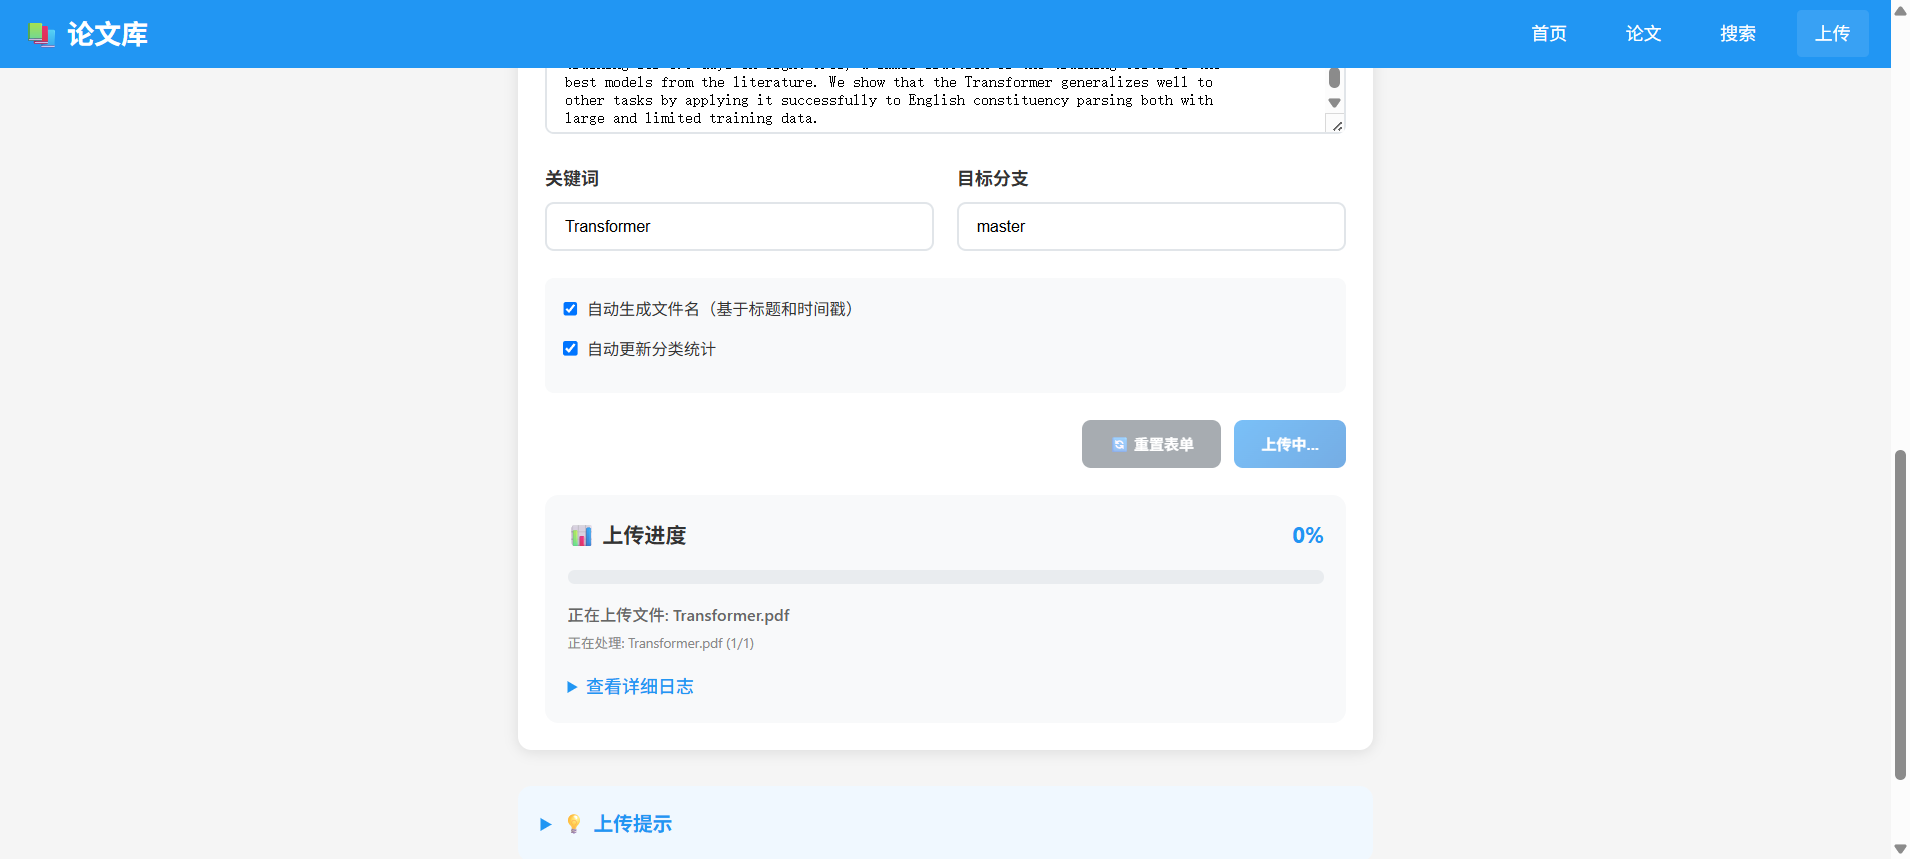 论文库
首页
论文
搜索
上传
best models from the literature. We show that the Transformer generalizes well to
other tasks by applying it successfully to English constituency parsing both with
large and limited training data.
关键词
目标分支
Transformer
master
自动生成文件名（基于标题和时间戳）
自动更新分类统计
重置表单
上传中...
上传进度
0%
正在上传文件: Transformer.pdf
正在处理: Transformer.pdf (1/1)
查看详细日志
上传提示